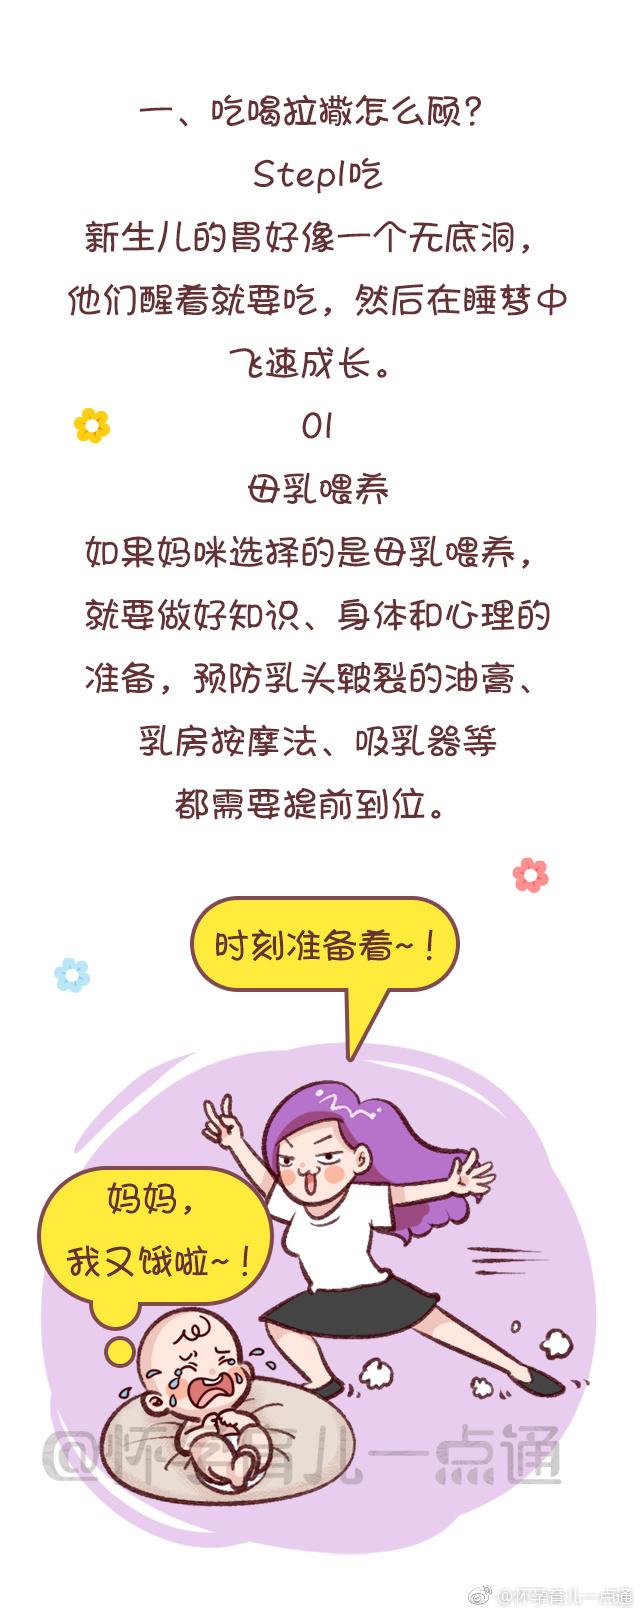 一、吃喝拉撒怎么顾?
Step1吃
新生儿的胃好像一个无底洞，
他们醒着就要吃，然后在睡梦中
飞速成长。
01
母乳喂养
如果妈咪选择的是母乳喂养，
就要做好知识、身体和心理的
准备，预防乳头皲裂的油膏、
乳房按摩法、吸乳器等
都需要提前到位。
时刻准备着~！
妈妈，
我又饿啦~！
@怀孕育儿一点通
@怀孕育儿一点通